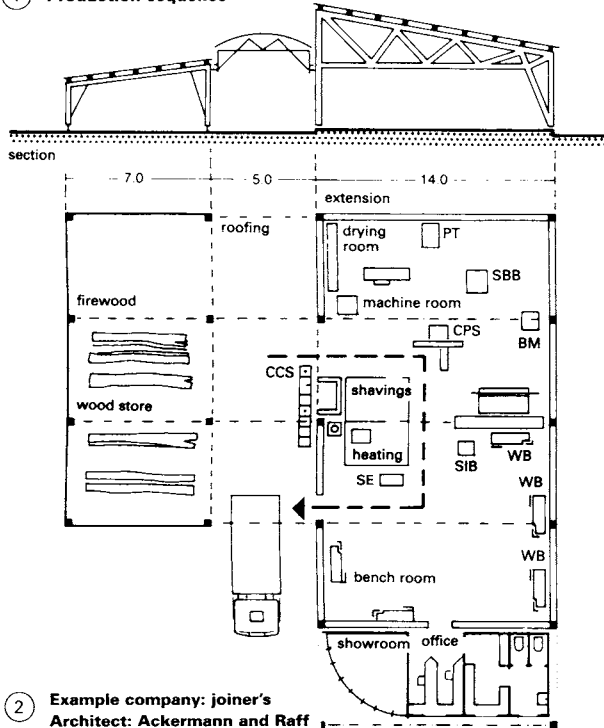 1 Production sequence
section
7.0 5.0 14.0
extension
roofing
drying
room
PT
SBB
firewood
machine room
CPS
BM
CCS
shavings
wood store
heating
SIB
WB
SE
WB
WB
bench room
showroom office
2 Example company: joiner's
Architect: Ackermann and Raff